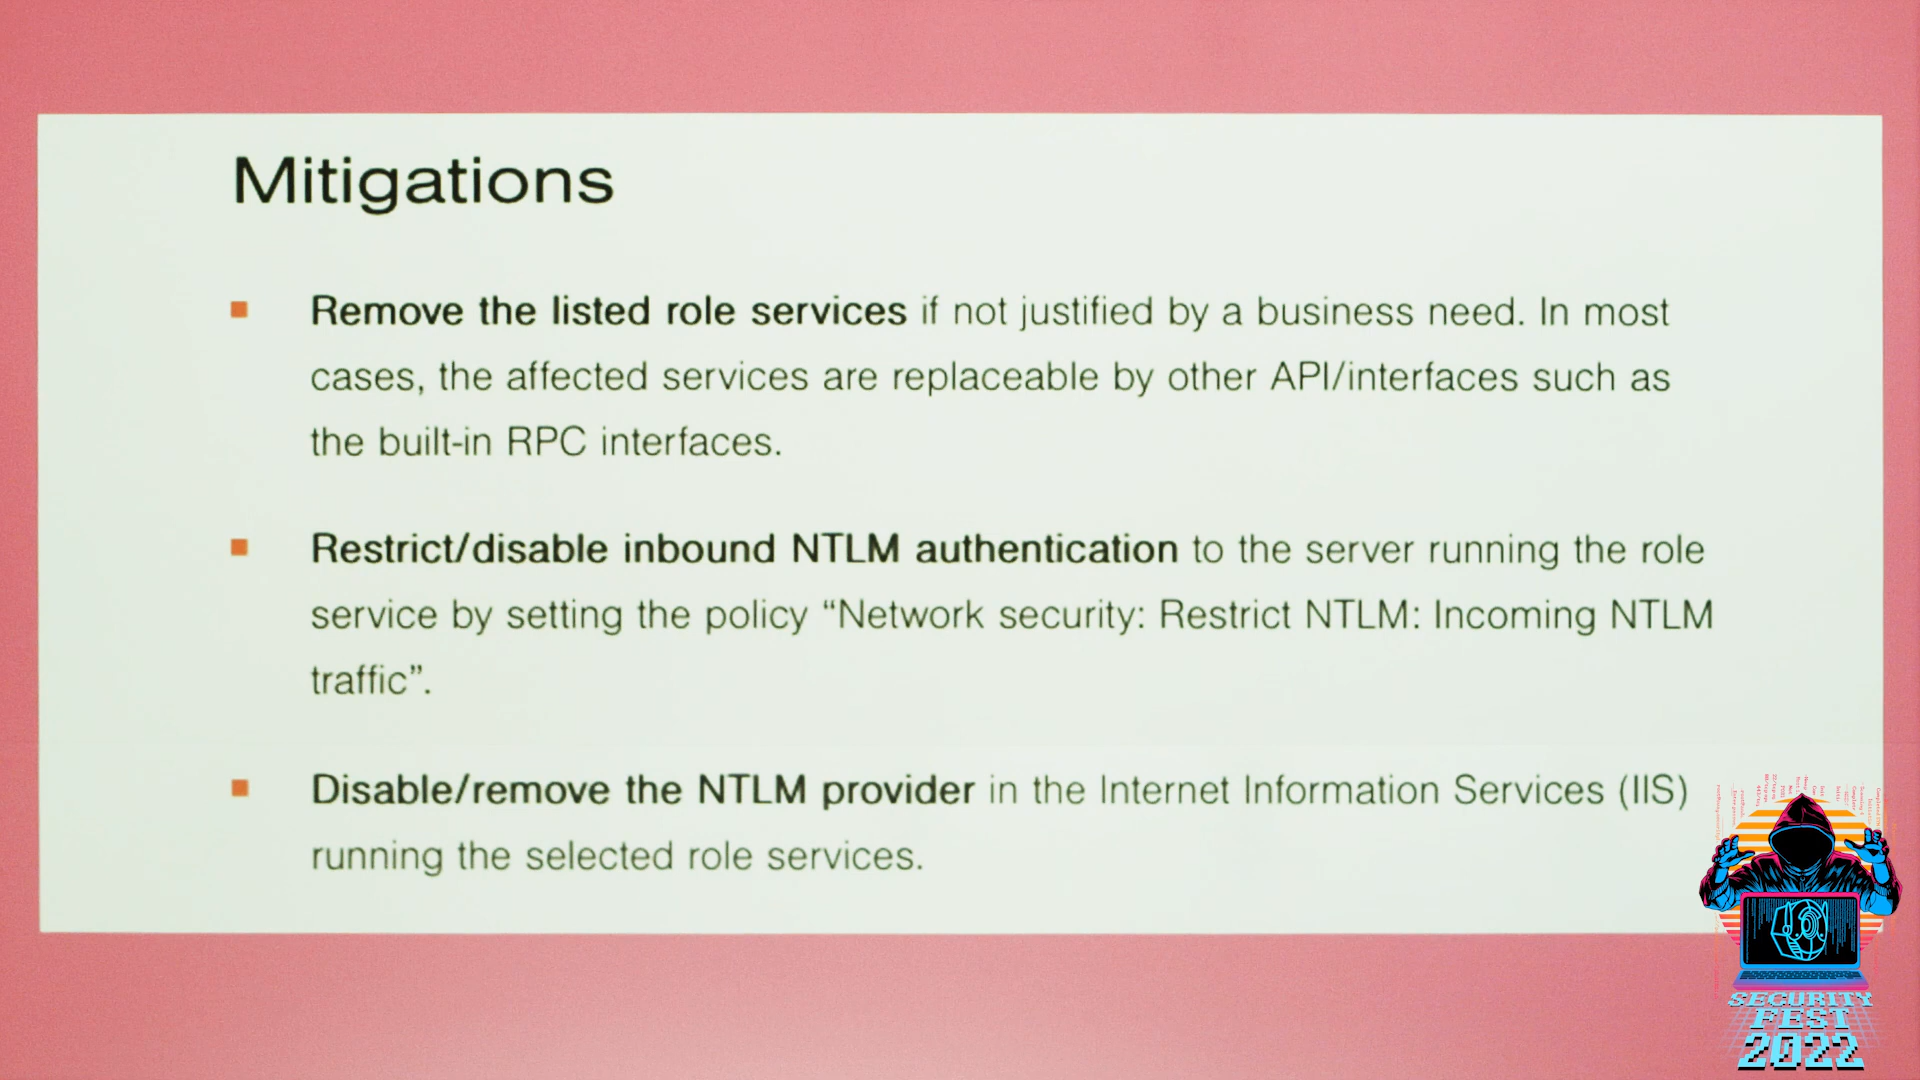 Mitigations
Remove the listed role services if not justified by a business need. In most
cases, the affected services are replaceable by other API/interfaces such as
the built-in RPC interfaces.
Restrict/disable inbound NTLM authentication to the server running the role
service by setting the policy “Network security: Restrict NTLM: Incoming NTLM
traffic”.
Disable/remove the NTLM provider in the Internet Information Services (IIS)
running the selected role services.
SECURITY
FEST
2022